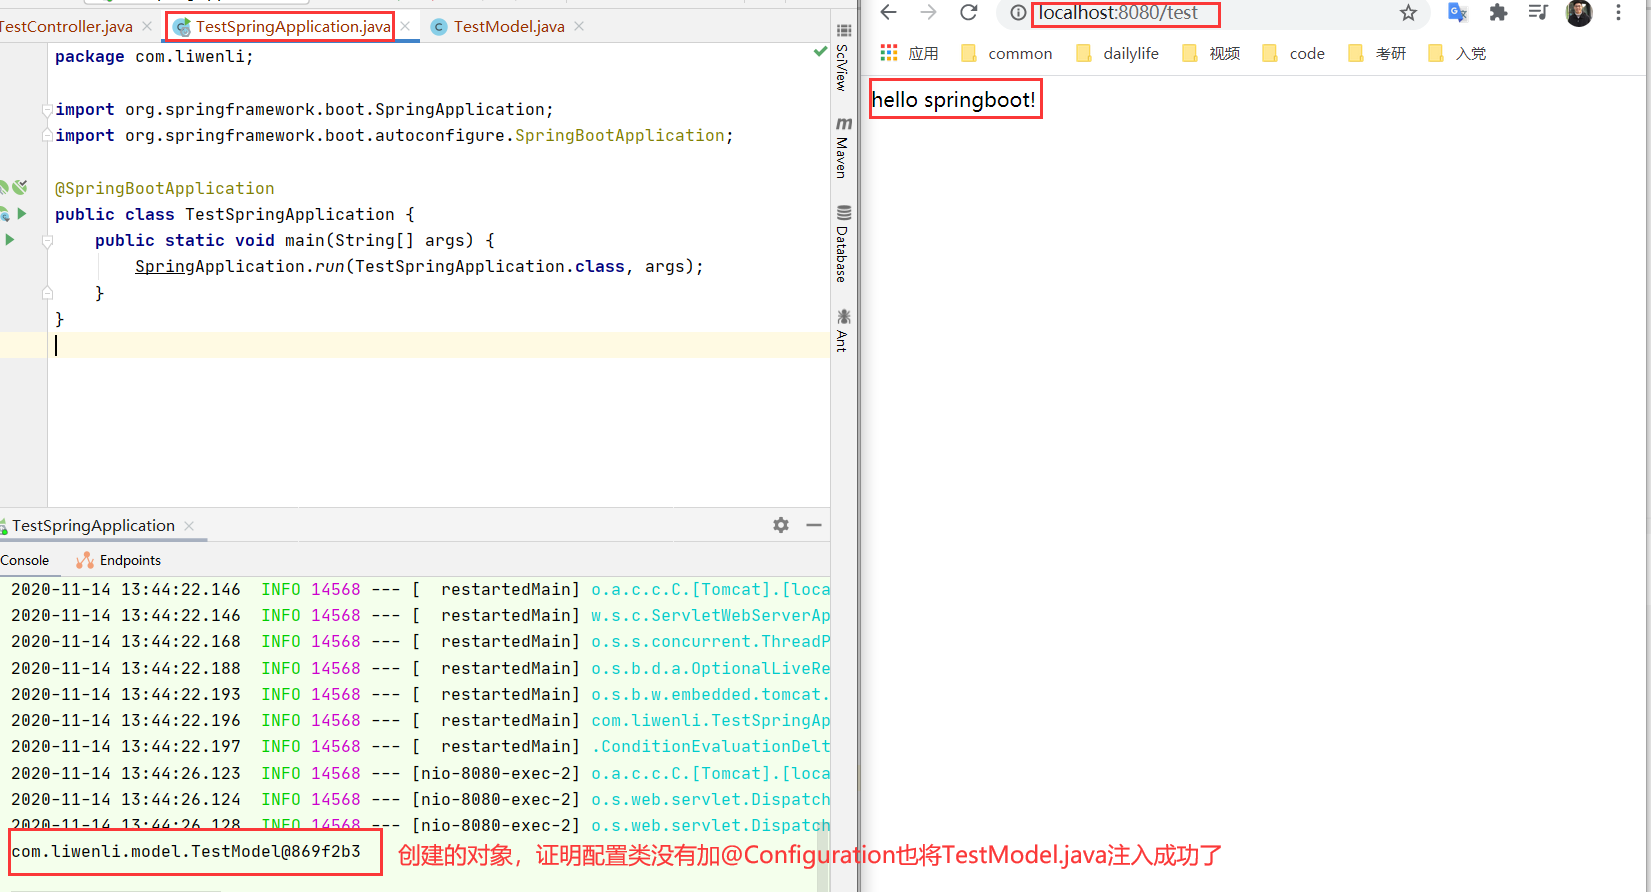 TestController.java
TestSpringApplication.java
TestModel.java
package com.liwenli;
import org.springframework.boot.SpringApplication;
import org.springframework.boot.autoconfigure.SpringBootApplication;
@SpringBootApplication
public class TestSpringApplication {
public static void main(String[] args) {
SpringApplication.run(TestSpringApplication.class, args);
}
}
SciView
Maven
Database
Ant
TestSpringApplication
Console
Endpoints
2020-11-14 13:44:22.146 INFO 14568 --- [ restartedMain] o.a.c.c.C.[Tomcat].[loca
2020-11-14 13:44:22.146 INFO 14568 --- [ restartedMain] w.s.c.ServletWebServerAp
2020-11-14 13:44:22.168 INFO 14568 --- [ restartedMain] o.s.s.concurrent.ThreadP
2020-11-14 13:44:22.188 INFO 14568 --- [ restartedMain] o.s.b.d.a.OptionalLiveRe
2020-11-14 13:44:22.193 INFO 14568 --- [ restartedMain] o.s.b.w.embedded.tomcat.
2020-11-14 13:44:22.196 INFO 14568 --- [ restartedMain] com.liwenli.TestSpringAp
2020-11-14 13:44:22.197 INFO 14568 --- [ restartedMain] .ConditionEvaluationDelt
2020-11-14 13:44:26.123 INFO 14568 --- [nio-8080-exec-2] o.a.c.c.C.[Tomcat].[loca
2020-11-14 13:44:26.124 INFO 14568 --- [nio-8080-exec-2] o.s.web.servlet.Dispatch
2020-11-14 13:44:26.128 INFO 14568 --- [nio-8080-exec-2] o.s.web.servlet.Dispatch
com.liwenli.model.TestModel@869f2b3
创建的对象，证明配置类没有加@Configuration也将TestModel.java注入成功了
localhost:8080/test
应用
common
dailylife
视频
code
考研
入党
hello springboot!